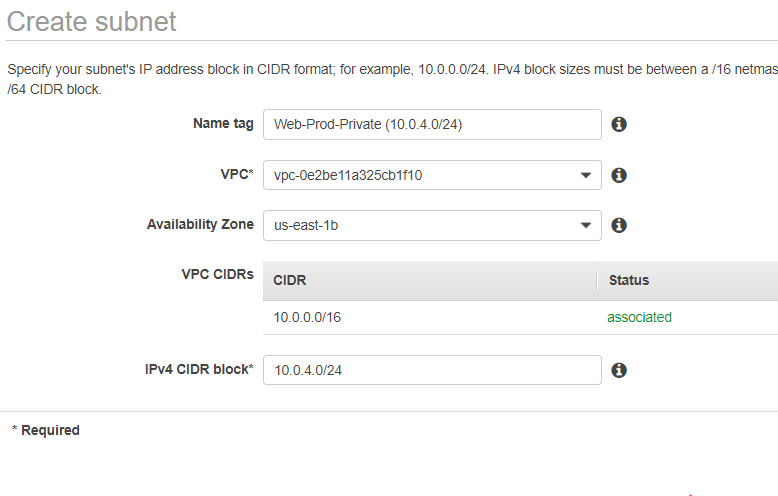 Create subnet
Specify your subnet's IP address block in CIDR format; for example, 10.0.0.0/24. IPv4 block sizes must be between a /16 netmas
/64 CIDR block.
Name tag Web-Prod-Private (10.0.4.0/24)
VPC* vpc-0e2be11a325cb1f10
Availability Zone us-east-1b
VPC CIDRs CIDR Status
10.0.0.0/16 associated
IPv4 CIDR block* 10.0.4.0/24
* Required